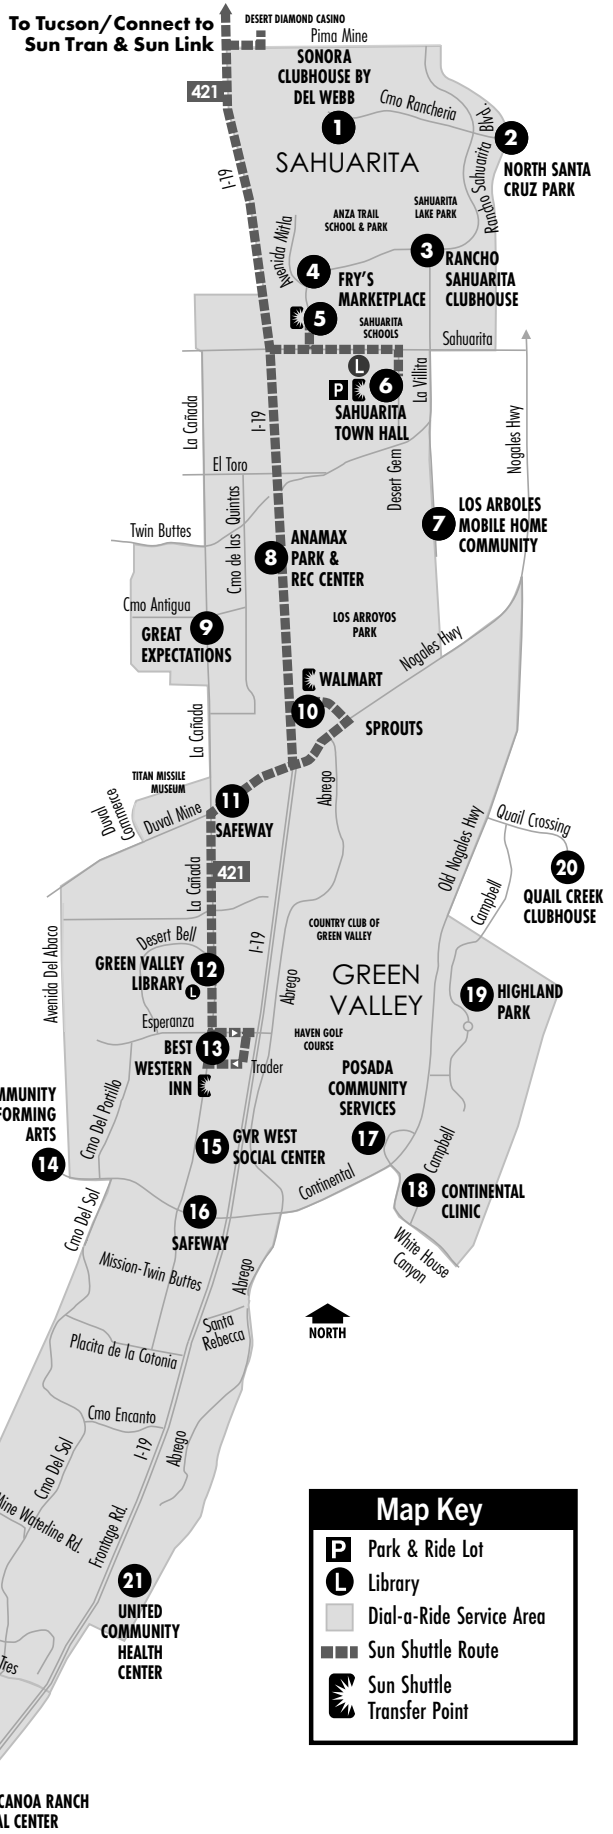 To Tucson/Connect to
Sun Tran & Sun Link
DESERT DIAMOND CASINO
Pima Mine
SONORA
CLUBHOUSE BY
DEL WEBB
421
Cmo Rancheria
1
2
NORTH SANTA
CRUZ PARK
SAHUARITA
I-19
Rancho Sahuarita Blvd.
SAHUARITA
LAKE PARK
ANZA TRAIL
SCHOOL & PARK
Avenida Mitla
3
RANCHO
SAHUARITA
CLUBHOUSE
4
FRY'S
MARKETPLACE
5
SAHUARITA
SCHOOLS
Sahuarita
L
P
6
SAHUARITA
TOWN HALL
La Villita
La Cañada
I-19
Nogales Hwy
El Toro
Desert Gem
Cmo de las Quintas
7
LOS ARBOLES
MOBILE HOME
COMMUNITY
Twin Buttes
8
ANAMAX
PARK &
REC CENTER
Cmo Antigua
9
GREAT
EXPECTATIONS
LOS ARROYOS
PARK
Nogales Hwy
WALMART
10
SPROUTS
La Cañada
TITAN MISSILE
MUSEUM
Abrego
Duval
Commerce
Duval Mine
11
SAFEWAY
Old Nogales Hwy
Quail Crossing
20
QUAIL CREEK
CLUBHOUSE
La Cañada
421
Campbell
COUNTRY CLUB OF
GREEN VALLEY
Avenida Del Abaco
Desert Bell
I-19
GREEN VALLEY
LIBRARY
12
L
Abrego
GREEN
VALLEY
19
HIGHLAND
PARK
Esperanza
HAVEN GOLF
COURSE
BEST
WESTERN
INN
13
Trader
POSADA
COMMUNITY
SERVICES
MMUNITY
FORMING
ARTS
14
Cmo Del Portillo
15
GVR WEST
SOCIAL CENTER
17
Campbell
Continental
18
CONTINENTAL
CLINIC
16
SAFEWAY
Cmo Del Sol
White House
Canyon
Mission-Twin Buttes
Abrego
NORTH
Santa
Rebecca
Placita de la Cotonia
Cmo Encanto
I-19
Abrego
Cmo Del Sol
Mine Waterline Rd.
Frontage Rd.
21
UNITED
COMMUNITY
HEALTH
CENTER
Tres
Map Key
P
Park & Ride Lot
L
Library
Dial-a-Ride Service Area
Sun Shuttle Route
Sun Shuttle
Transfer Point
CANOA RANCH
AL CENTER